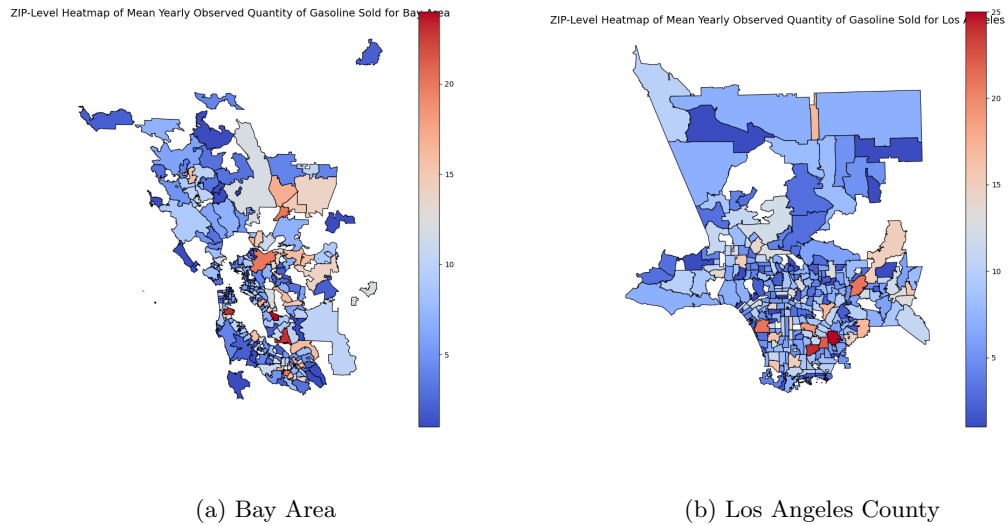 ZIP-Level Heatmap of Mean Yearly Observed Quantity of Gasoline Sold for Bay Area
20
15
10
5
(a) Bay Area
ZIP-Level Heatmap of Mean Yearly Observed Quantity of Gasoline Sold for Los Angeles
25
20
15
10
5
(b) Los Angeles County